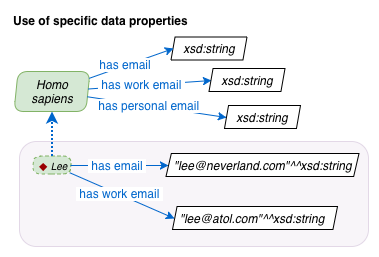 Use of specific data properties
xsd:string
has email
Homo
sapiens
has work email
xsd:string
has personal email
xsd:string
Lee
has email
"lee@neverland.com"^^xsd:string
has work email
"lee@atol.com"^^xsd:string